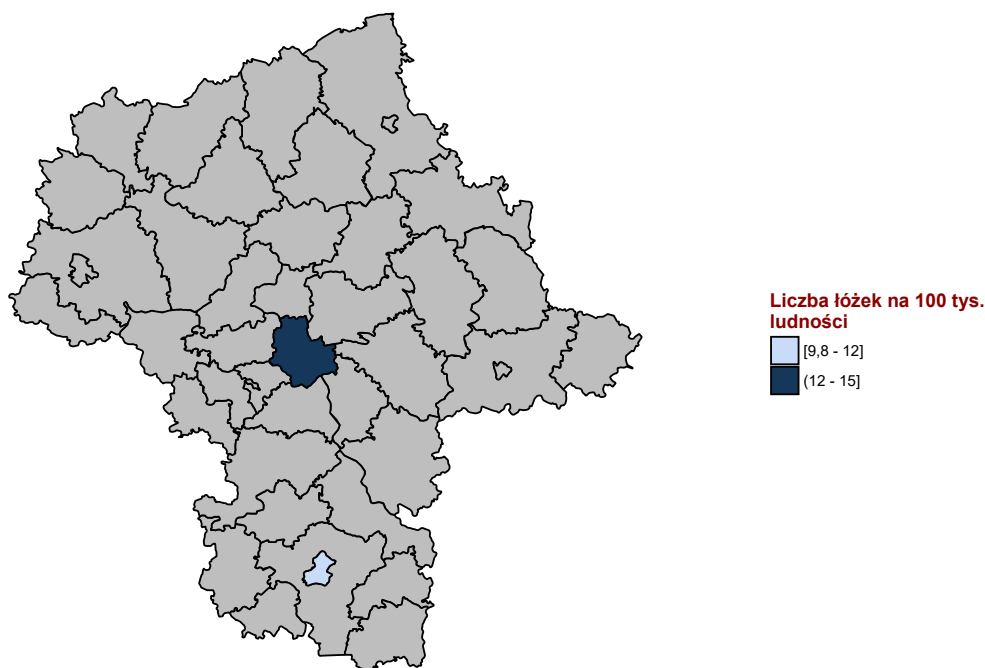 Liczba łóżek na 100 tys.
ludności
[9,8 - 12]
(12 - 15]